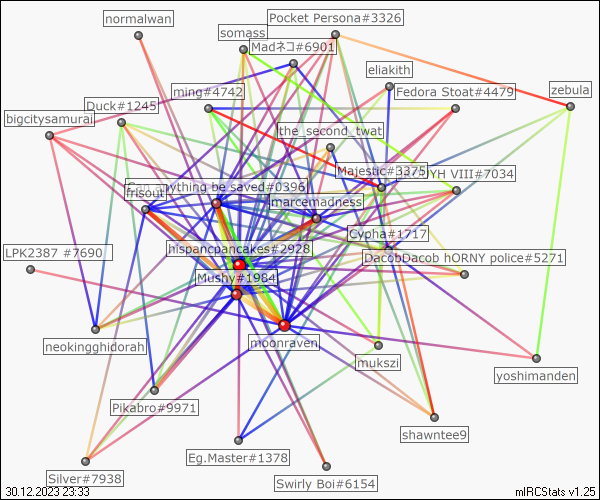 normalwan
Pocket Persona#3326
somass
Madネコ#6901
eliakith
ming#4742
Fedora Stoat#4479
zebula
Duck#1245
bigcitysamurai
the_second_twat
Majestic#3375
YH VIII#7034
anything be saved#0396
frisout
marcemadness
Cypha#1717
hispancpancakes#2928
LPK2387 #7690
DacobDacob hORNY police#5271
Mushy#1984
moonraven
neokingghidorah
mukszi
yoshimanden
Pikabro#9971
shawntee9
Eg.Master#1378
Silver#7938
Swirly Boi#6154
30.12.2023 23:33
mIRCStats v1.25